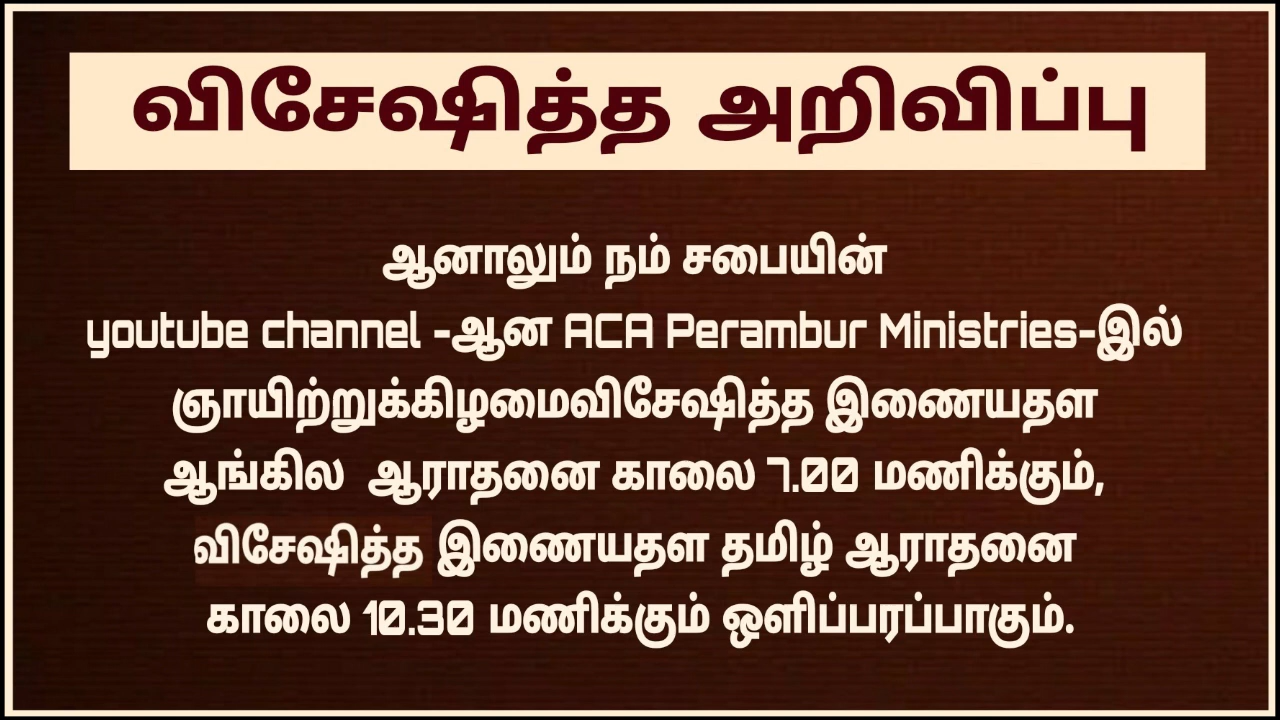 விசேஷித்த அறிவிப்பு
ஆனாலும் நம் சபையின்
youtube channel -ஆன ACA Perambur Ministries-இல்
ஞாயிற்றுக்கிழமைவிசேஷித்த இணையதள
ஆங்கில ஆராதனை காலை 7.00 மணிக்கும்,
விசேஷித்த இணையதள தமிழ் ஆராதனை
காலை 10.30 மணிக்கும் ஒளிப்பரப்பாகும்.